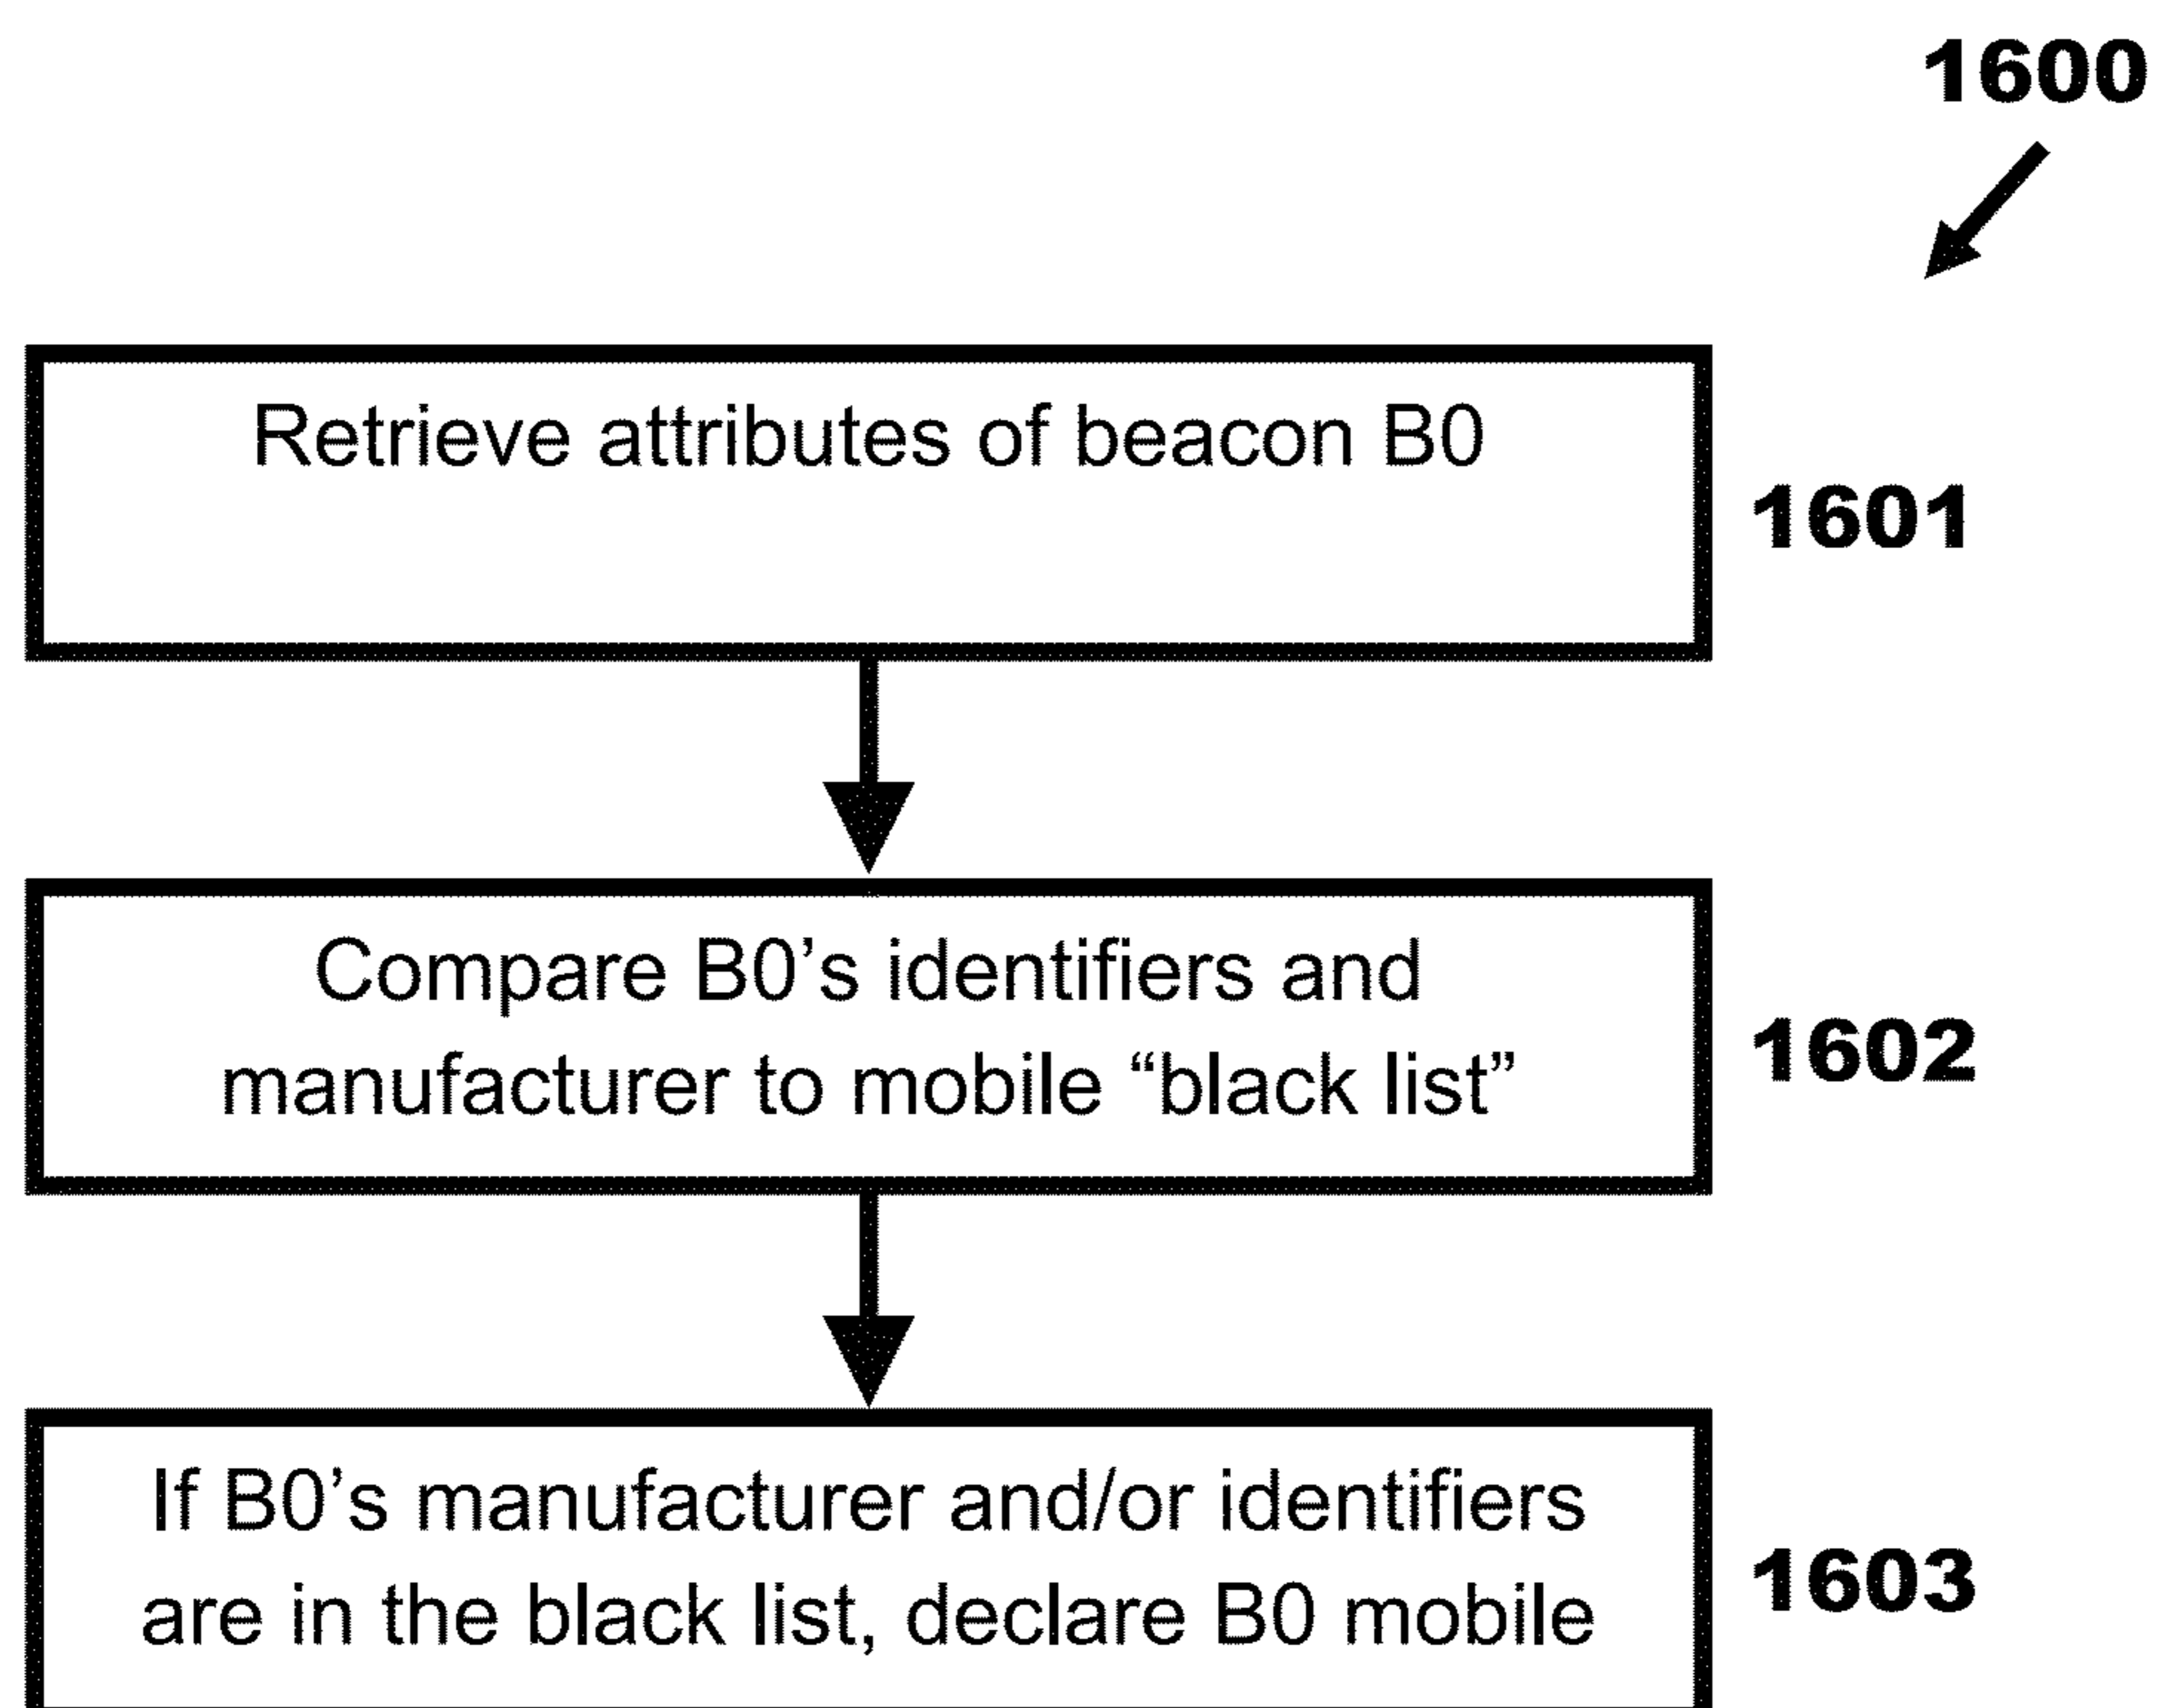 1600
Retrieve attributes of beacon B0
1601
Compare B0’s identifiers and
manufacturer to mobile “black list”
1602
If B0’s manufacturer and/or identifiers
are in the black list, declare B0 mobile
1603